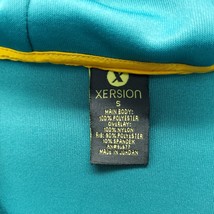 X
XERSION
S
MAIN BODY:
100% POLYESTER
OVERLAY:
100% NYLON
RIB: 90% POLYESTER
10% SPANDEX
MADE IN JORDAN